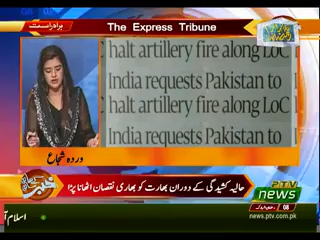 براہ راست
The Express Tribune
halt artillery fire along LoC
India requests Pakistan to
halt artillery fire along LoC
India requests Pakistan to
وردہ شجاع
حالیہ کشیدگی کے دوران بھارت کو بھاری نقصان اٹھانا پڑا
PTV
news
08
www.ptv.com.pk
اسلام آ